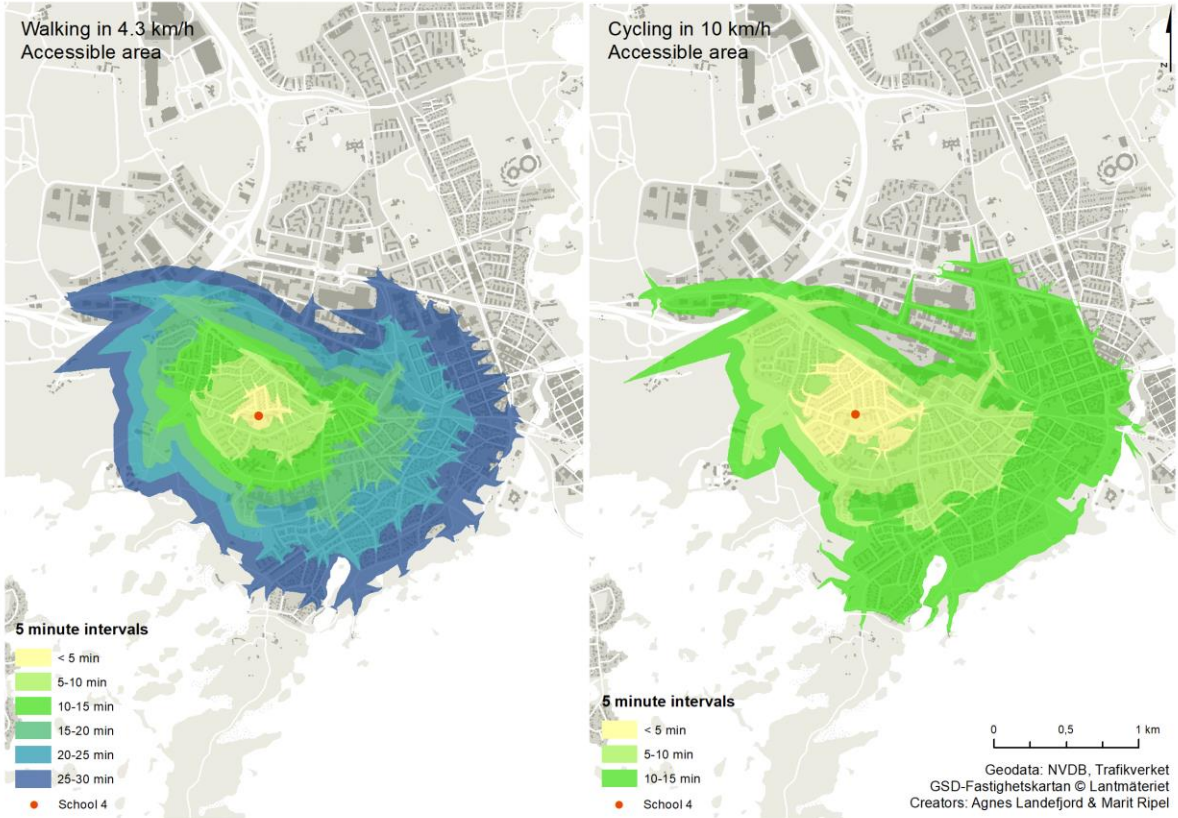 Walking in 4.3 km/h
Accessible area
5 minute intervals
< 5 min
5-10 min
10-15 min
15-20 min
20-25 min
25-30 min
School 4
Cycling in 10 km/h
Accessible area
N
5 minute intervals
< 5 min
5-10 min
10-15 min
School 4
0 0,5 1 km
Geodata: NVDB, Trafikverket
GSD-Fastighetskartan © Lantmäteriet
Creators: Agnes Landefjord & Marit Ripel